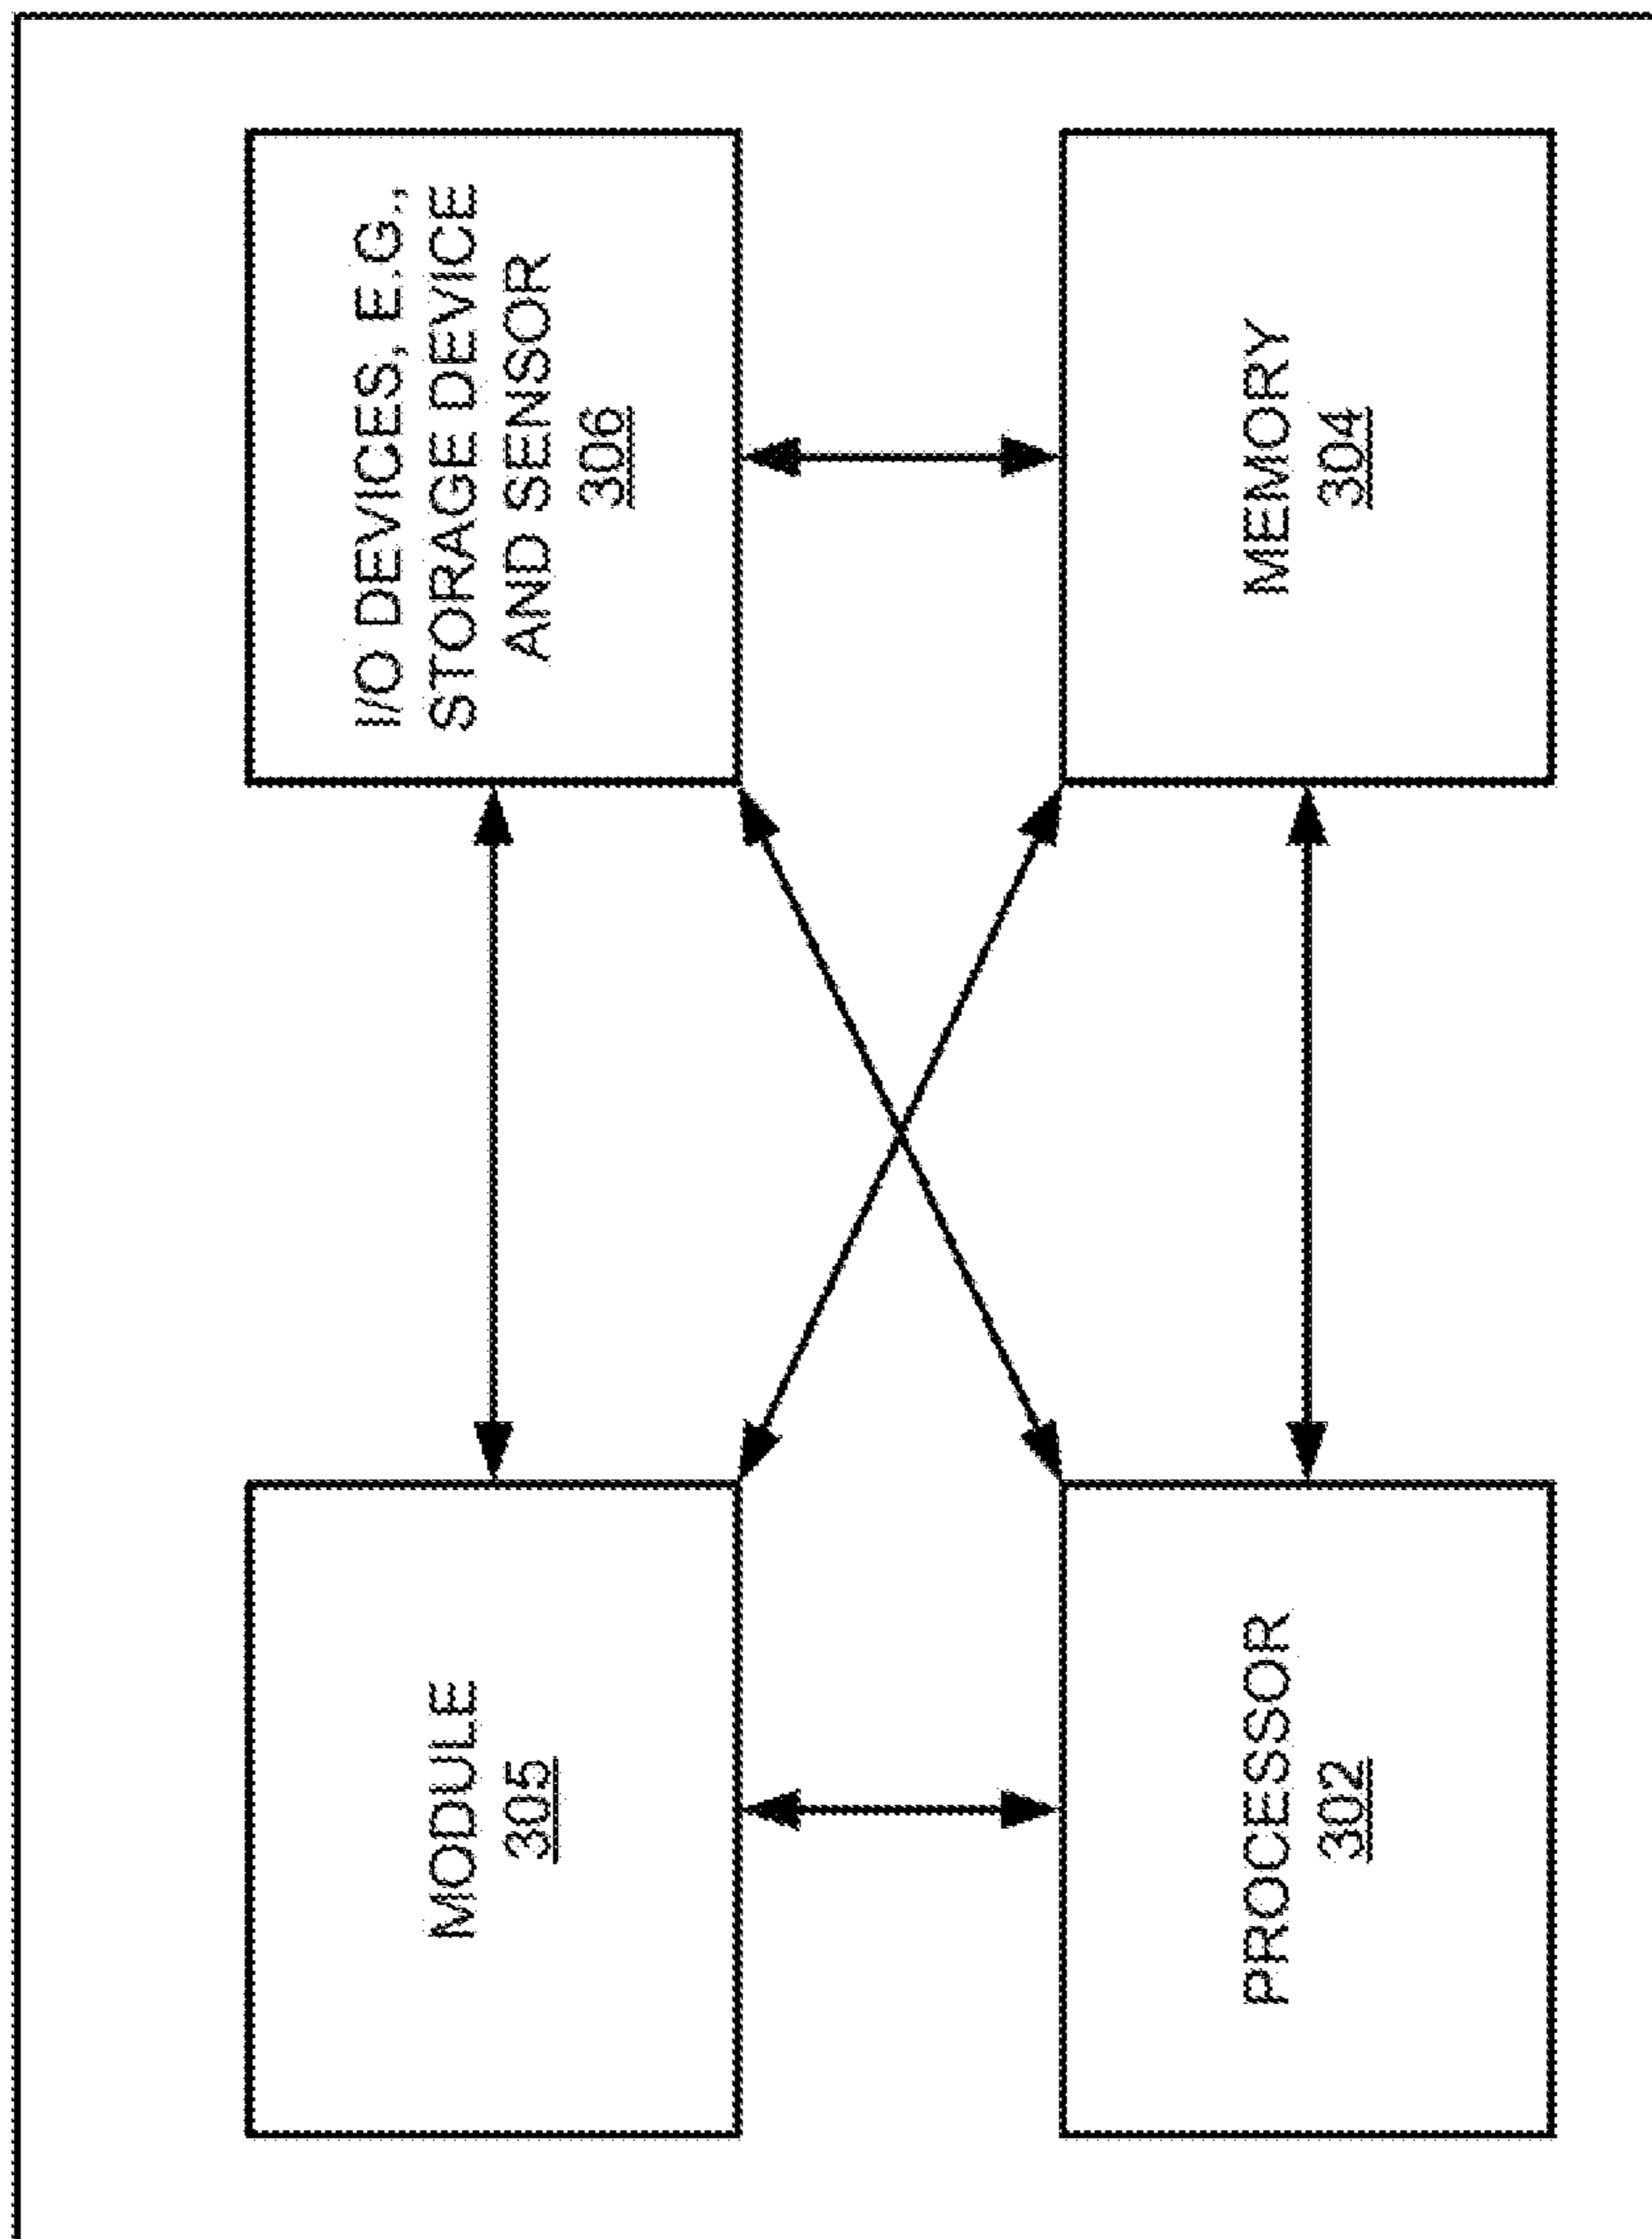 MODULE
305
I/O DEVICES, E.G.,
STORAGE DEVICE
AND SENSOR
306
PROCESSOR
302
MEMORY
304